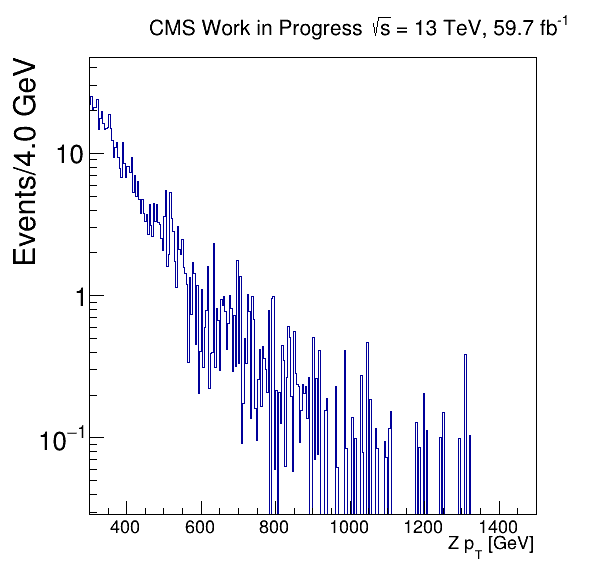 CMS Work in Progress √s = 13 TeV, 59.7 fb⁻¹
Events/4.0 GeV
10
1
10⁻¹
400 600 800 1000 1200 1400
Z p_T [GeV]